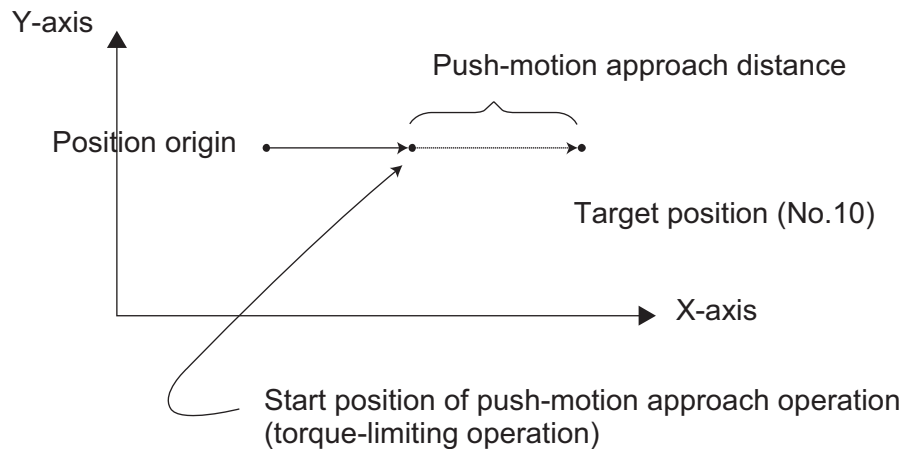 Y-axis
Push-motion approach distance
Position origin
Target position (No.10)
X-axis
Start position of push-motion approach operation
(torque-limiting operation)